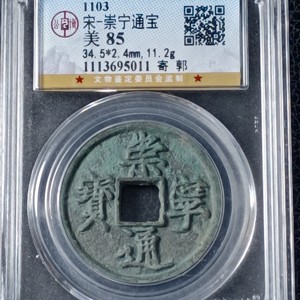 1103
宋-崇宁通宝
美 85
34.5*2.4mm,11.2g
1113695011 寄 郭
★ 文物鉴定委员会监制 ★
崇
寳 寧
通